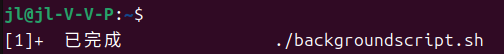 jl@jl-V-V-P:~$
[1]+  已完成               ./backgroundscript.sh